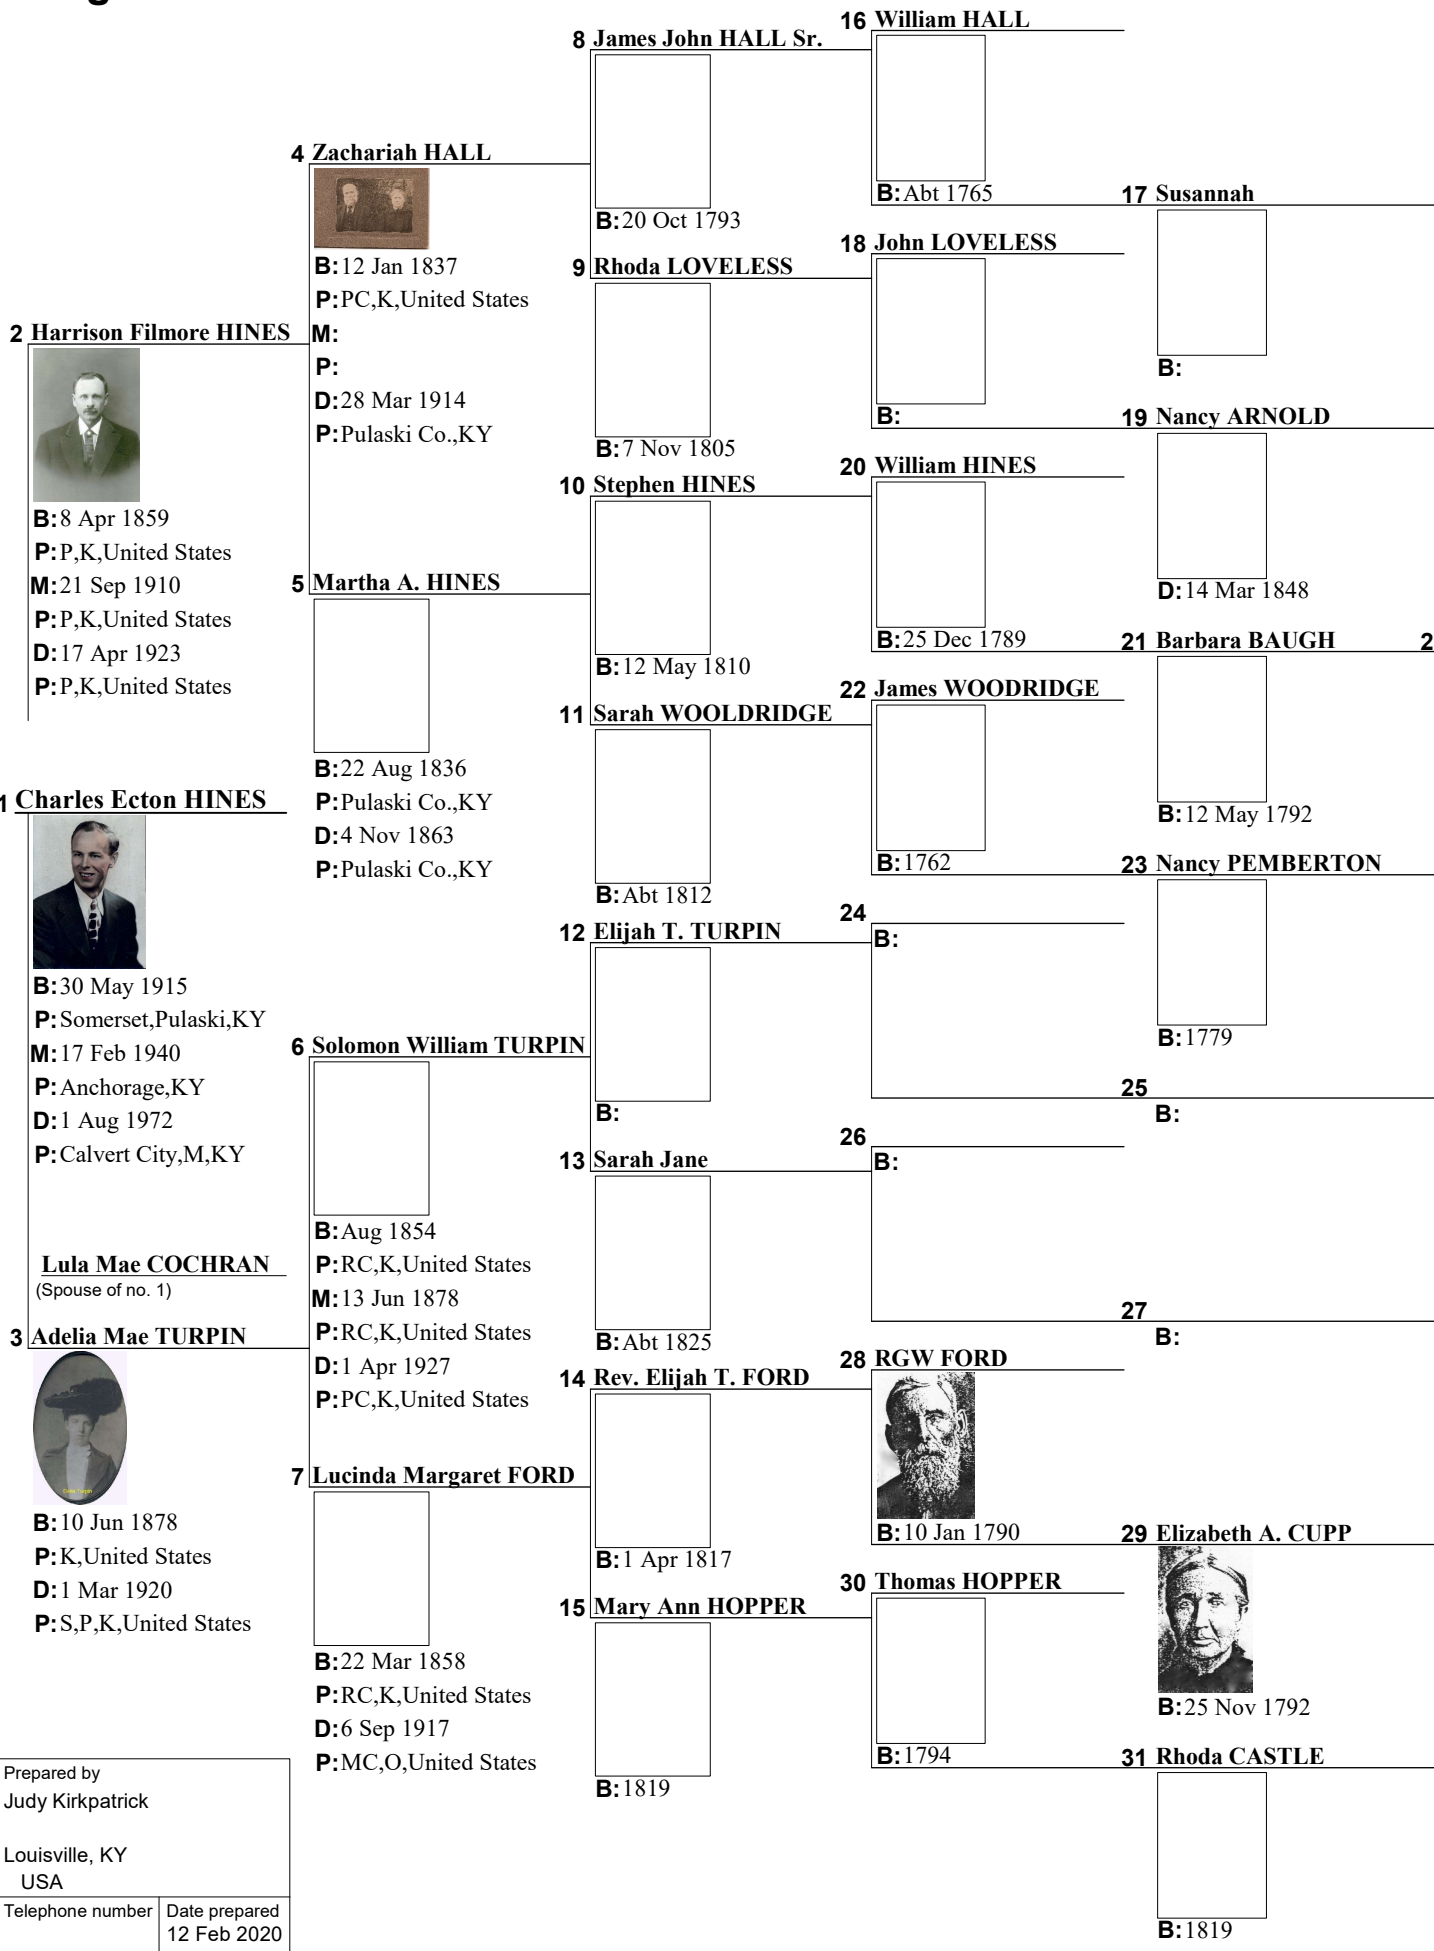 16 William HALL
8 James John HALL Sr.
4 Zachariah HALL
B: Abt 1765
17 Susannah
B: 20 Oct 1793
18 John LOVELESS
B: 12 Jan 1837
9 Rhoda LOVELESS
P: PC,K,United States
2 Harrison Filmore HINES
M:
P:
B:
D: 28 Mar 1914
B:
19 Nancy ARNOLD
P: Pulaski Co.,KY
B: 7 Nov 1805
20 William HINES
10 Stephen HINES
B: 8 Apr 1859
P: P,K,United States
M: 21 Sep 1910
5 Martha A. HINES
D: 14 Mar 1848
P: P,K,United States
B: 25 Dec 1789
21 Barbara BAUGH
2
D: 17 Apr 1923
B: 12 May 1810
P: P,K,United States
22 James WOODRIDGE
11 Sarah WOOLDRIDGE
B: 22 Aug 1836
1 Charles Ecton HINES
P: Pulaski Co.,KY
B: 12 May 1792
D: 4 Nov 1863
B: 1762
23 Nancy PEMBERTON
P: Pulaski Co.,KY
B: Abt 1812
24
B:
12 Elijah T. TURPIN
B: 30 May 1915
P: Somerset,Pulaski,KY
B: 1779
M: 17 Feb 1940
6 Solomon William TURPIN
P: Anchorage,KY
25
B:
D: 1 Aug 1972
B:
26
B:
P: Calvert City,M,KY
13 Sarah Jane
B: Aug 1854
Lula Mae COCHRAN
P: RC,K,United States
(Spouse of no. 1)
M: 13 Jun 1878
27
B:
3 Adelia Mae TURPIN
P: RC,K,United States
B: Abt 1825
D: 1 Apr 1927
28 RGW FORD
14 Rev. Elijah T. FORD
P: PC,K,United States
7 Lucinda Margaret FORD
Delia Turpin
B: 10 Jun 1878
B: 10 Jan 1790
29 Elizabeth A. CUPP
P: K,United States
B: 1 Apr 1817
D: 1 Mar 1920
30 Thomas HOPPER
15 Mary Ann HOPPER
P: S,P,K,United States
B: 22 Mar 1858
P: RC,K,United States
B: 25 Nov 1792
D: 6 Sep 1917
P: MC,O,United States
B: 1794
31 Rhoda CASTLE
B: 1819
Prepared by
Judy Kirkpatrick
Louisville, KY
USA
Telephone number
Date prepared
12 Feb 2020
B: 1819